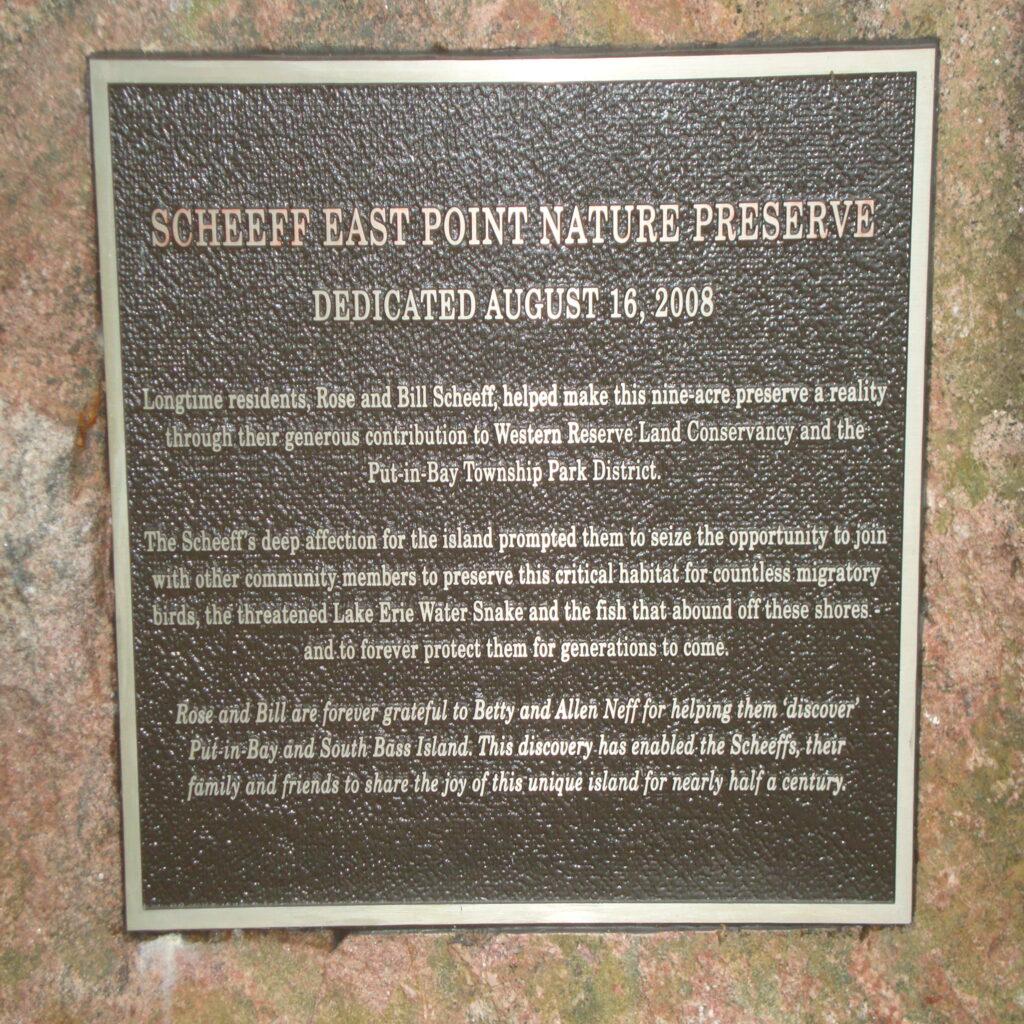 SCHEEFF EAST POINT NATURE PRESERVE
DEDICATED AUGUST 16, 2008
Longtime residents, Rose and Bill Scheeff, helped make this nine-acre preserve a reality
through their generous contribution to Western Reserve Land Conservancy and the
Put-in-Bay Township Park District.
The Scheeff's deep affection for the island prompted them to seize the opportunity to join
with other community members to preserve this critical habitat for countless migratory
birds, the threatened Lake Erie Water Snake and the fish that abound off these shores -
and to forever protect them for generations to come.
Rose and Bill are forever grateful to Betty and Allen Neff for helping them 'discover'
Put-in-Bay and South Bass Island. This discovery has enabled the Scheeffs, their
family and friends to share the joy of this unique island for nearly half a century.